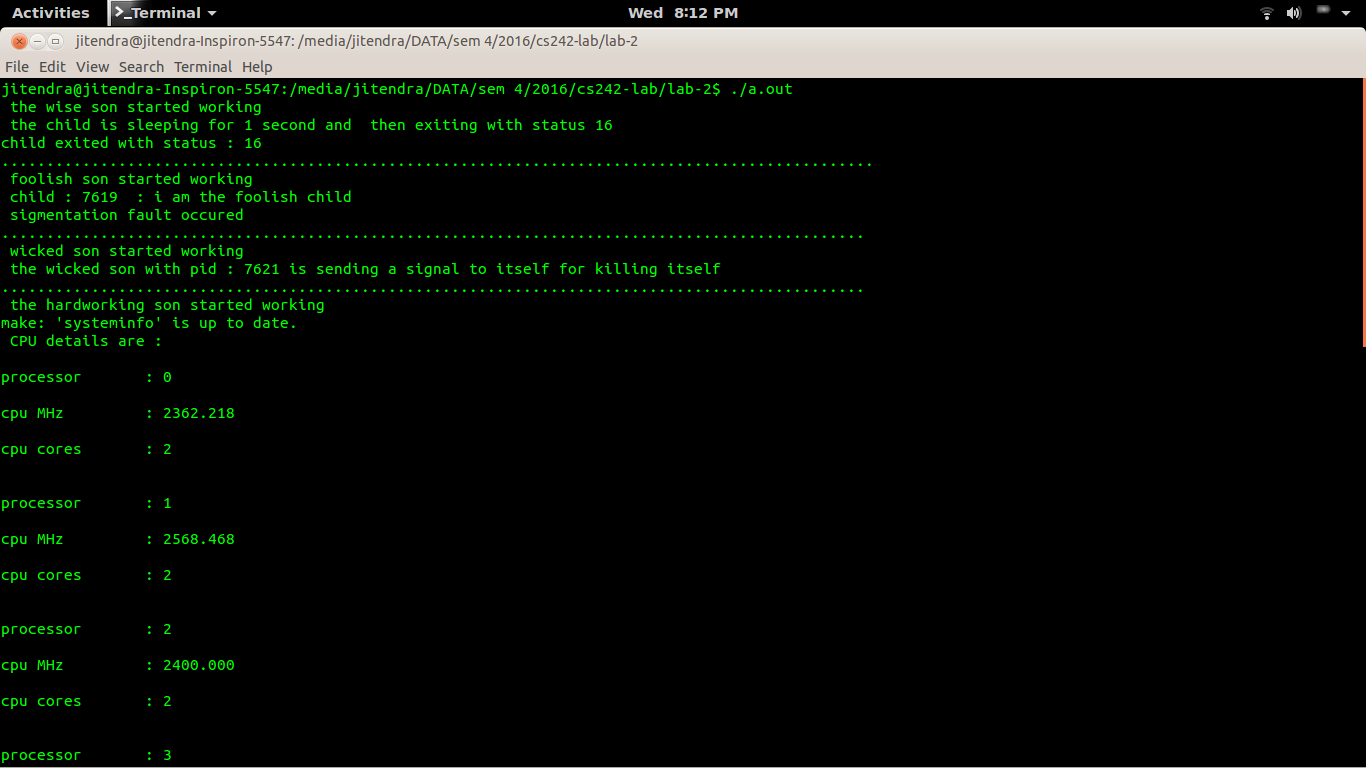 Activities >_Terminal Wed 8:12 PM
jitendra@jitendra-Inspiron-5547: /media/jitendra/DATA/sem 4/2016/cs242-lab/lab-2
File Edit View Search Terminal Help
jitendra@jitendra-Inspiron-5547:/media/jitendra/DATA/sem 4/2016/cs242-lab/lab-2$ ./a.out
 the wise son started working
 the child is sleeping for 1 second and  then exiting with status 16
child exited with status : 16
.................................................................................................
 foolish son started working
 child : 7619  : i am the foolish child
 sigmentation fault occured
................................................................................................
 wicked son started working
 the wicked son with pid : 7621 is sending a signal to itself for killing itself
................................................................................................
 the hardworking son started working
make: 'systeminfo' is up to date.
 CPU details are :
processor       : 0
cpu MHz         : 2362.218
cpu cores       : 2
processor       : 1
cpu MHz         : 2568.468
cpu cores       : 2
processor       : 2
cpu MHz         : 2400.000
cpu cores       : 2
processor       : 3